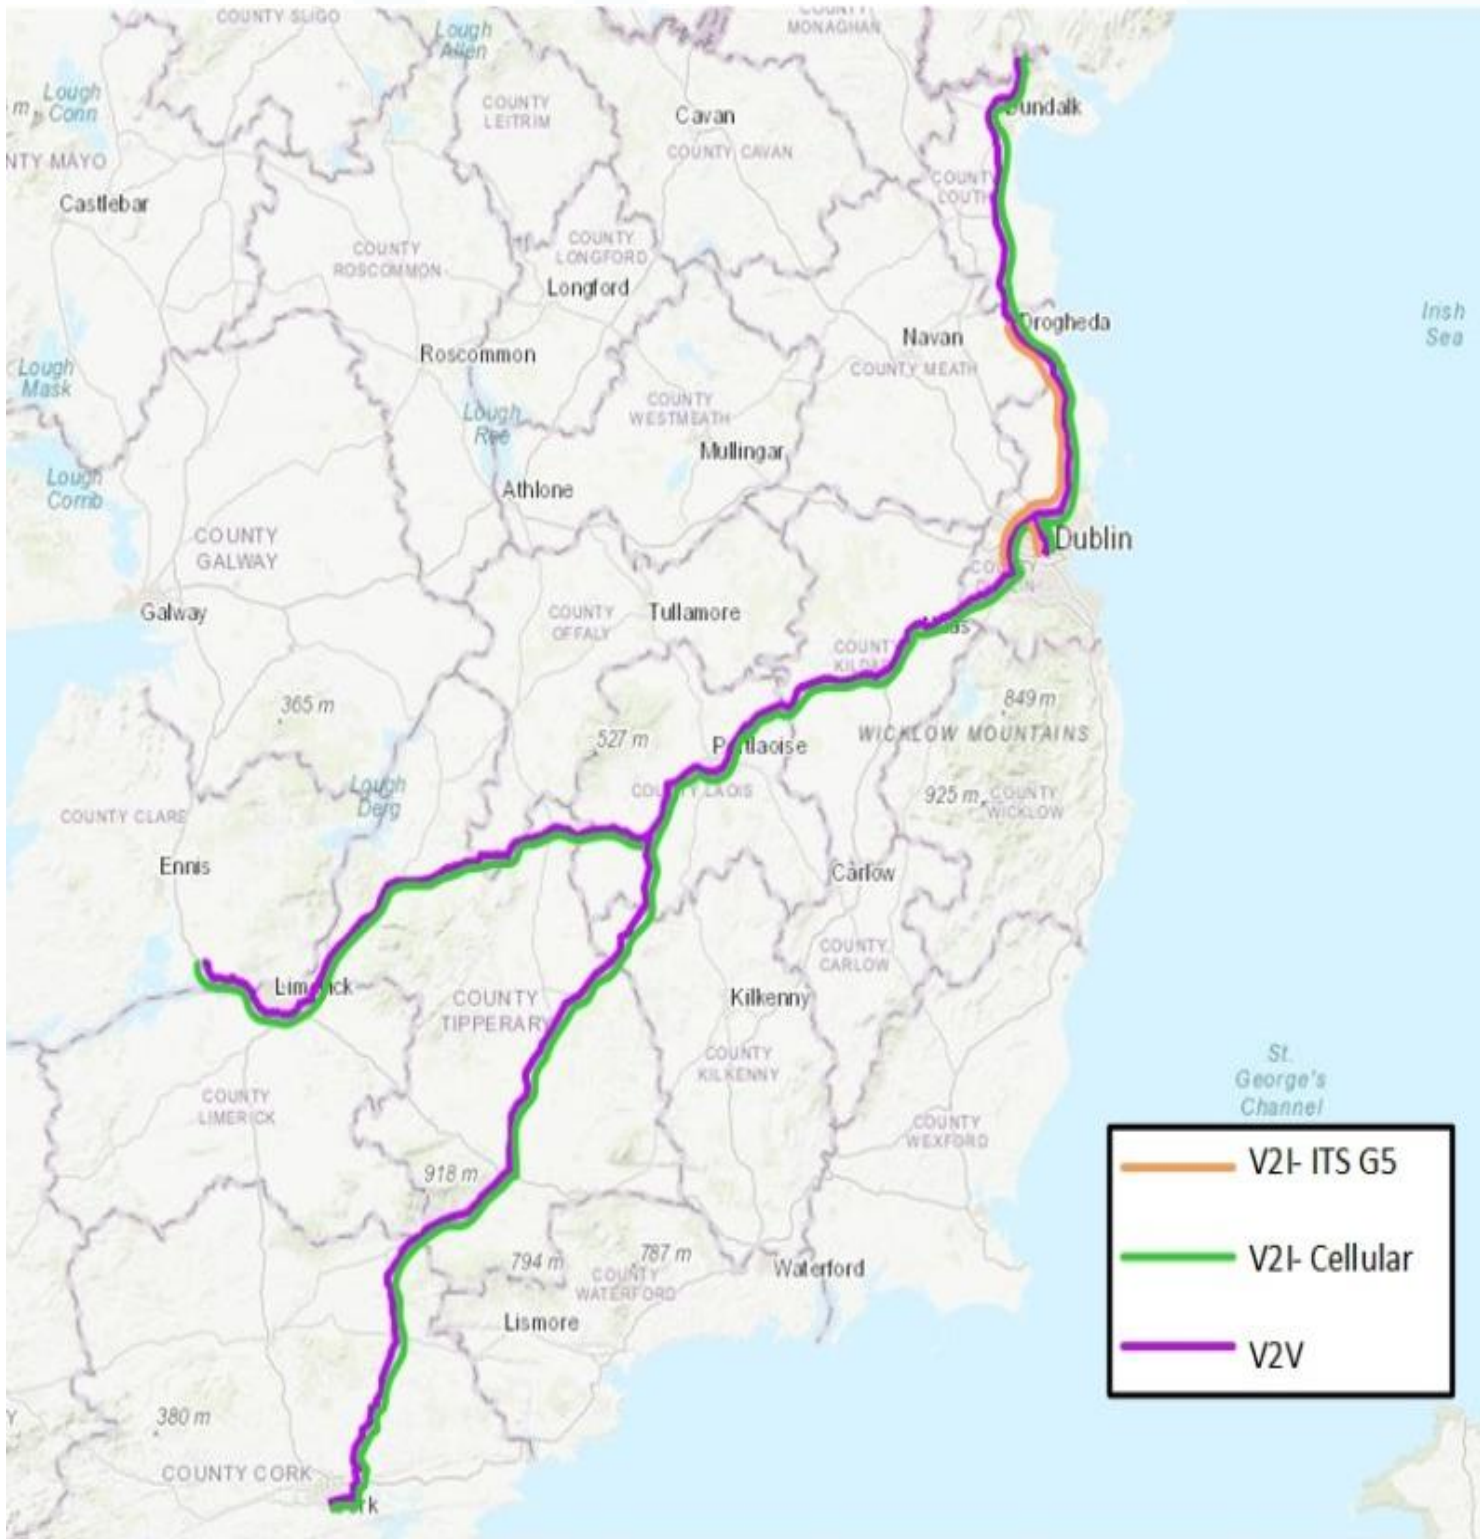 COUNTY SLIGO
COUNTY
MONAGHAN
Lough
Allen
Lough
Conn
m
COUNTY
LEITRIM
Cavan
COUNTY CAVAN
NTY MAYO
Castlebar
COUNTY
LOUTH
COUNTY
ROSCOMMON
COUNTY
LONGFORD
Longford
Irish
Sea
Drogheda
Navan
COUNTY MEATH
Roscommon
Lough
Mask
Lough
Ree
COUNTY
WESTMEATH
Mullingar
Athlone
Lough
Corrib
COUNTY
GALWAY
Dublin
Galway
COUNTY
OFFALY
Tullamore
365 m
527 m
849 m
WICKLOW MOUNTAINS
925 m
COUNTY
WICKLOW
Lough
Derg
COUNTY CLARE
Ennis
Carlow
COUNTY
CARLOW
COUNTY
TIPPERARY
Kilkenny
COUNTY
KILKENNY
St.
George's
Channel
COUNTY
LIMERICK
COUNTY
WEXFORD
918 m
794 m
787 m
COUNTY
WATERFORD
Waterford
Lismore
380 m
COUNTY CORK
V2I- ITS G5
V2I- Cellular
V2V